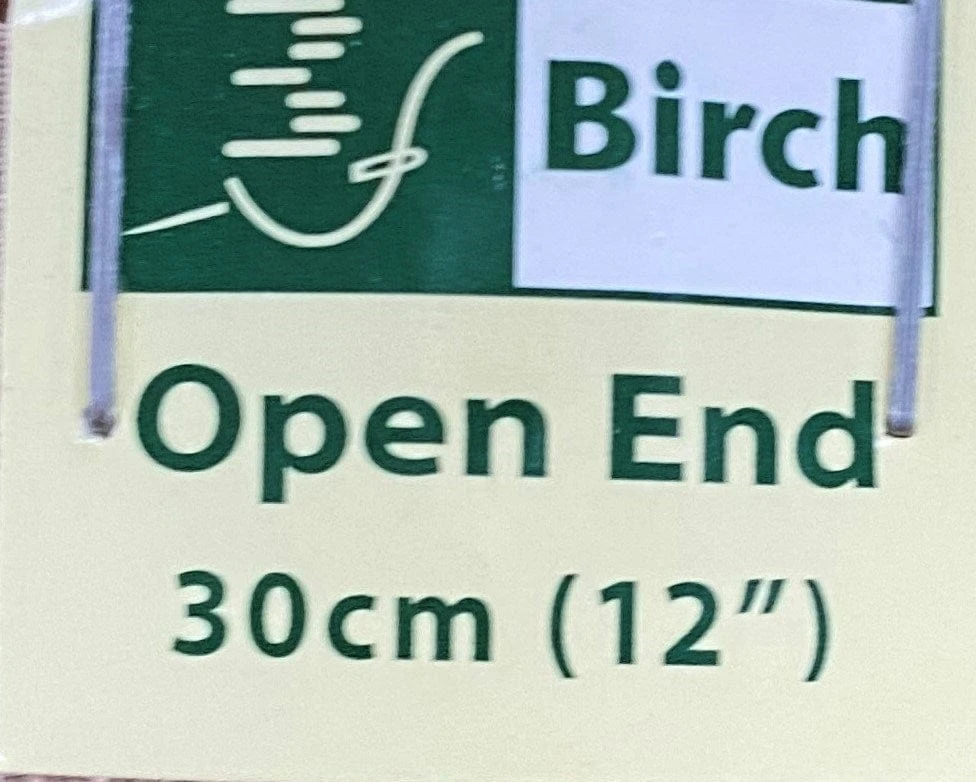 Birch
Open End
30cm (12”)